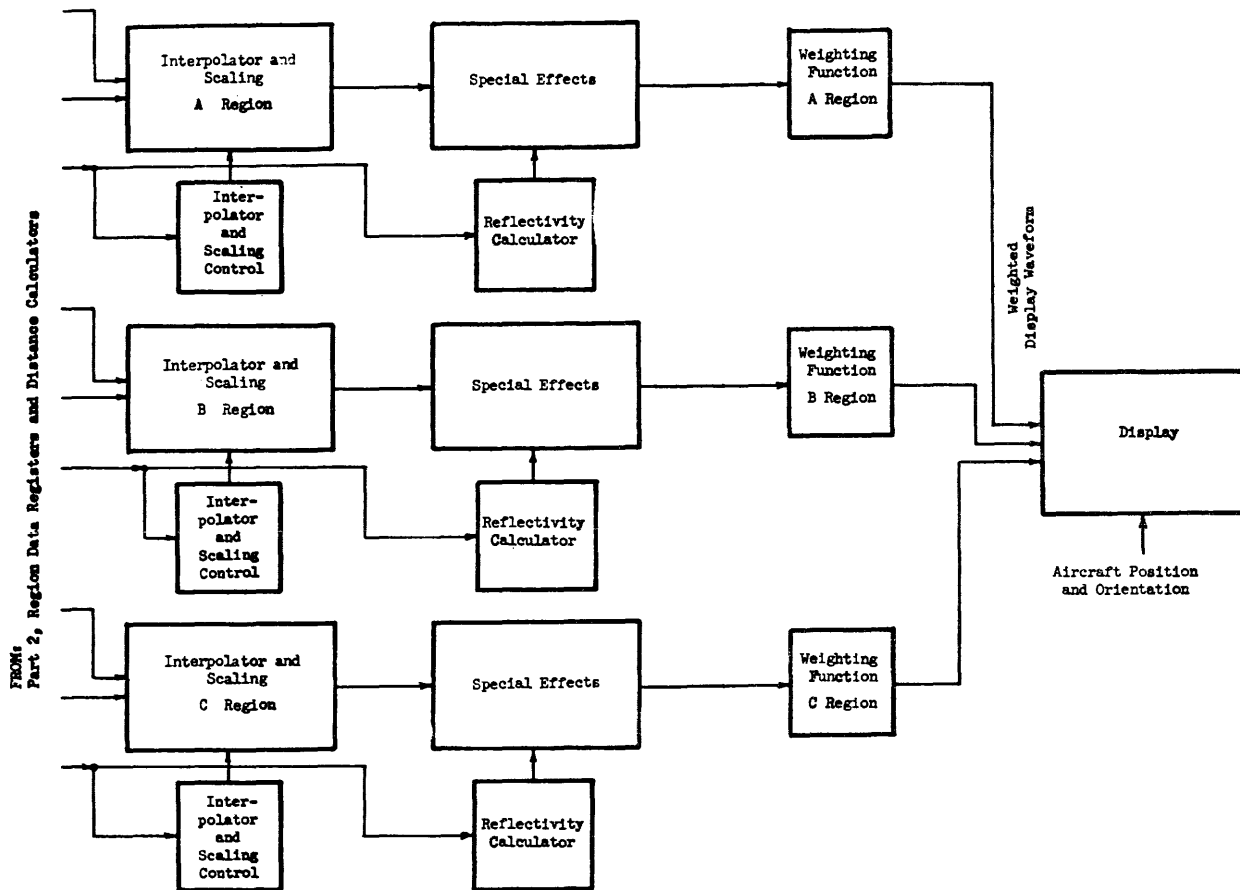 FROM:
Part 2, Region Data Registers and Distance Calculators
Interpolator and
Scaling
A Region
Special Effects
Weighting
Function
A Region
Inter-
polator
and
Scaling
Control
Reflectivity
Calculator
Interpolator and
Scaling
B Region
Special Effects
Weighting
Function
B Region
Inter-
polator
and
Scaling
Control
Reflectivity
Calculator
Interpolator and
Scaling
C Region
Special Effects
Weighting
Function
C Region
Inter-
polator
and
Scaling
Control
Reflectivity
Calculator
Weighted
Display Waveform
Display
Aircraft Position
and Orientation